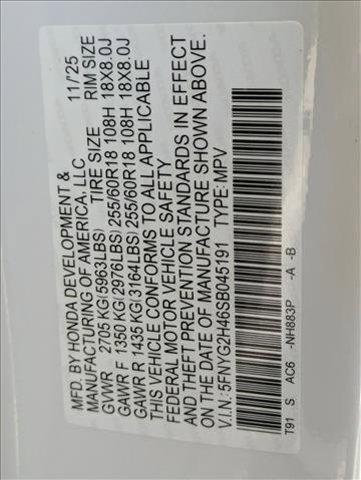 MFD. BY HONDA DEVELOPMENT & 11/25
MANUFACTURING OF AMERICA, LLC
TIRE SIZE RIM SIZE
GVWR 2705 KG(5963LBS)
GAWR F 1350 KG(2976LBS) 255/60R18 108H 18X8.0J
GAWR R 1435 KG(3164LBS) 255/60R18 108H 18X8.0J
THIS VEHICLE CONFORMS TO ALL APPLICABLE
FEDERAL MOTOR VEHICLE SAFETY
AND THEFT PREVENTION STANDARDS IN EFFECT
ON THE DATE OF MANUFACTURE SHOWN ABOVE.
V.I.N: 5FNYG2H46SB045191 TYPE: MPV
T91 S AC6 -NH883P -A -B